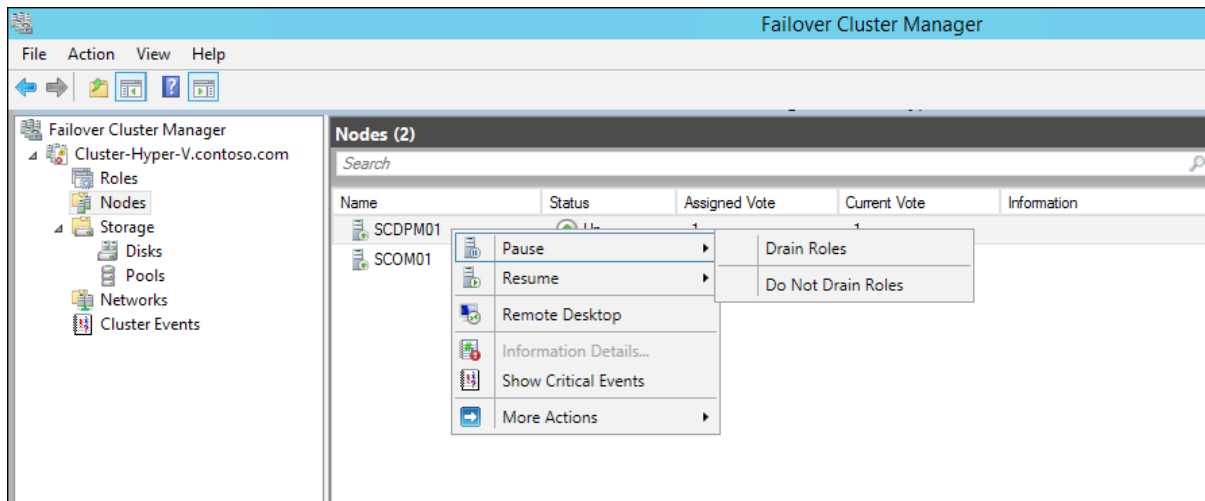 Failover Cluster Manager
File Action View Help
Failover Cluster Manager
Cluster-Hyper-V.contoso.com
Roles
Nodes
Storage
Disks
Pools
Networks
Cluster Events
Nodes (2)
Search
Name Status Assigned Vote Current Vote Information
SCDPM01
SCOM01
Pause
Resume
Remote Desktop
Information Details...
Show Critical Events
More Actions
Drain Roles
Do Not Drain Roles